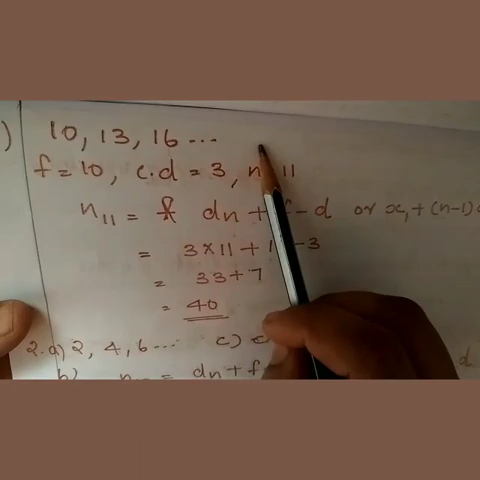 ) 10, 13, 16 ...
f = 10, c.d = 3, n 11
n11 = dn + f - d or x1 + (n-1)
= 3×11 + 1 - 3
= 33 + 7
= 40
2. a) 2, 4, 6 ... c)
b) n = dn + f
d